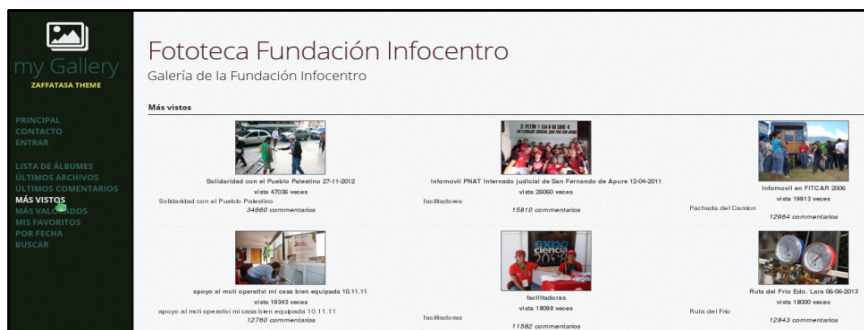 my Gallery
ZAFFATASA THEME
PRINCIPAL
CONTACTO
ENTRAR
LISTA DE ÁLBUMES
ÚLTIMOS ARCHIVOS
ÚLTIMOS COMENTARIOS
MÁS VISTOS
MÁS VALORADOS
MIS FAVORITOS
POR FECHA
BUSCAR
Fototeca Fundación Infocentro
Galería de la Fundación Infocentro
Más vistos
Solidaridad con el Pueblo Palestino 27-11-2012
vista 47036 veces
Solidaridad con el Pueblo Palestino
34660 commentarios
Infomovil PNAT Internado judicial de San Fernando de Apure 12-04-2011
vista 26060 veces
facilitadores
15810 commentarios
Infomovil en FITCAR 2006
vista 19913 veces
Fachada del Camion
12964 commentarios
apoyo al mcti operativi mi casa bien equipada 10.11.11
vista 19343 veces
apoyo al mcti operativi mi casa bien equipada 10.11.11
12760 commentarios
expo
ciencia
facilitadoras
vista 18098 veces
facilitadoras
11582 commentarios
Ruta del Frio Edo. Lara 06-06-2013
vista 18000 veces
Ruta del Frio
12843 commentarios